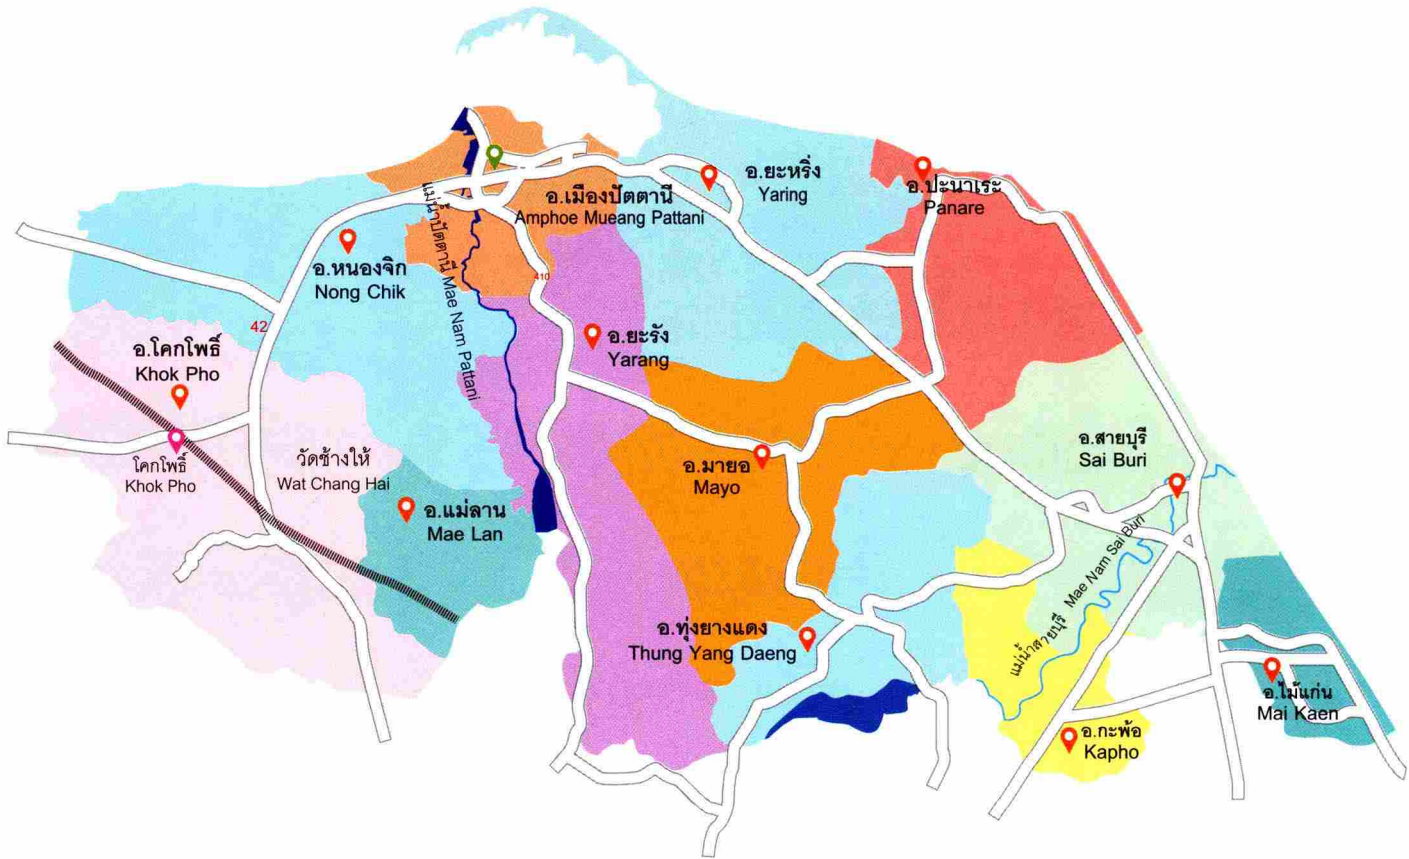 อ.ยะหริ่ง
Yaring
อ.ปะนาเระ
Panare
อ.เมืองปัตตานี
Amphoe Mueang Pattani
อ.หนองจิก
Nong Chik
แม่น้ำปัตตานี Mae Nam Pattani
410
42
อ.ยะรัง
Yarang
อ.โคกโพธิ์
Khok Pho
โคกโพธิ์
Khok Pho
วัดช้างให้
Wat Chang Hai
อ.แม่ลาน
Mae Lan
อ.มายอ
Mayo
อ.สายบุรี
Sai Buri
แม่น้ำสายบุรี Mae Nam Sai Buri
อ.ทุ่งยางแดง
Thung Yang Daeng
อ.ไม้แก่น
Mai Kaen
อ.กะพ้อ
Kapho